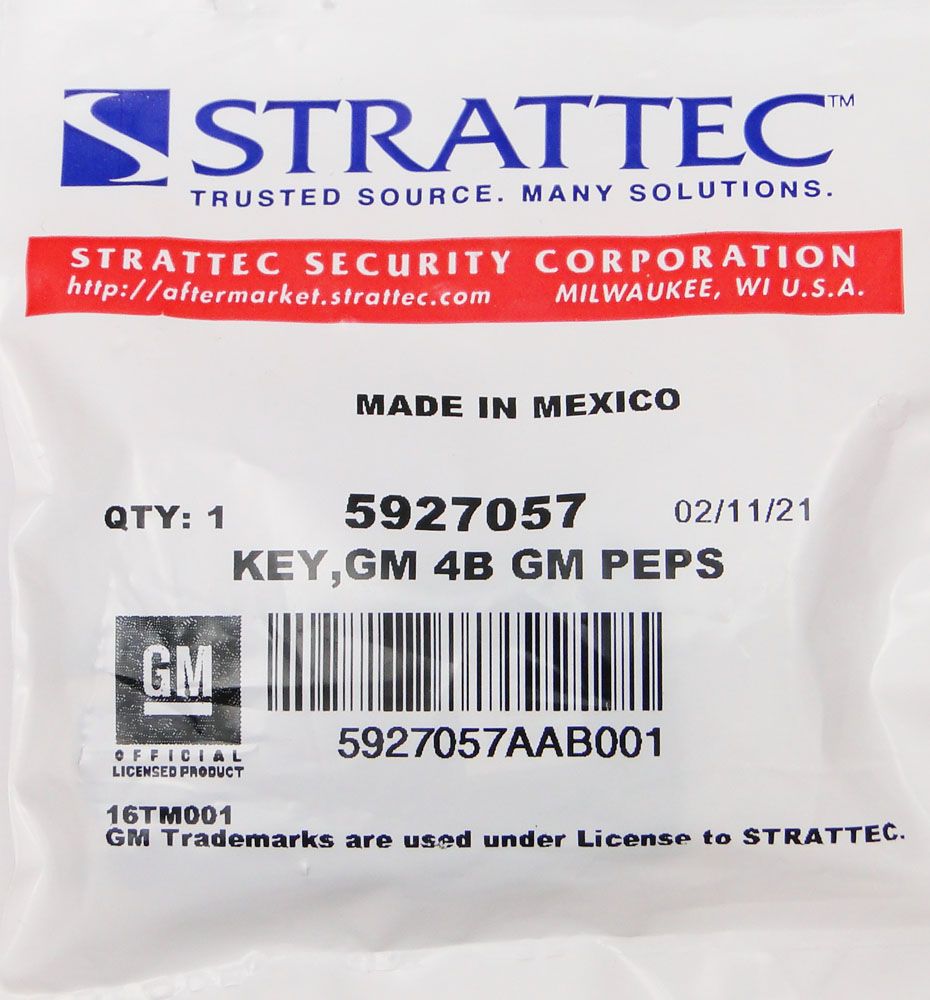 STRATTEC™
TRUSTED SOURCE. MANY SOLUTIONS.
STRATTEC SECURITY CORPORATION
http://aftermarket.strattec.com MILWAUKEE, WI U.S.A.
MADE IN MEXICO
QTY: 1 5927057 02/11/21
KEY,GM 4B GM PEPS
GM
OFFICIAL
LICENSED PRODUCT
5927057AAB001
16TM001
GM Trademarks are used under License to STRATTEC.